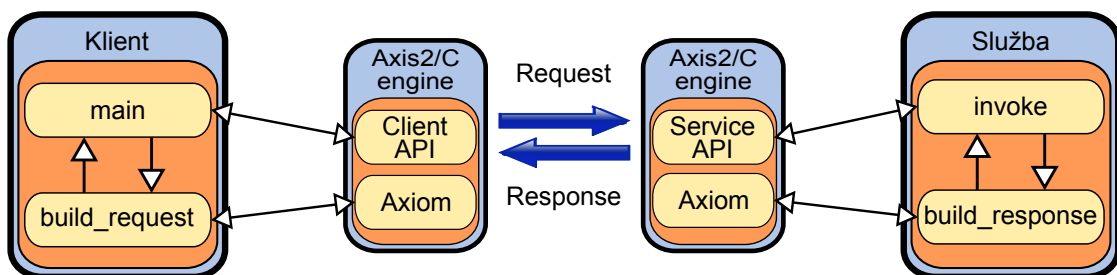 Klient
main
build_request
Axis2/C
engine
Client
API
Axiom
Request
Response
Axis2/C
engine
Service
API
Axiom
Služba
invoke
build_response